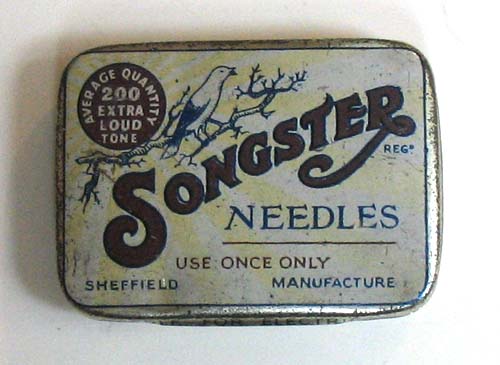 AVERAGE QUANTITY
200
EXTRA
LOUD
TONE
SONGSTER
REGD
NEEDLES
USE ONCE ONLY
SHEFFIELD MANUFACTURE